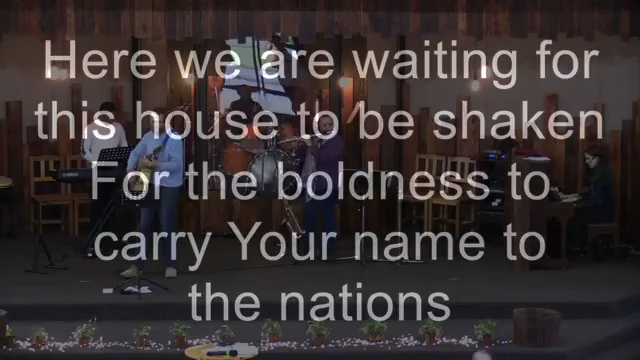 Here we are waiting for
this house to be shaken
For the boldness to
carry Your name to
the nations